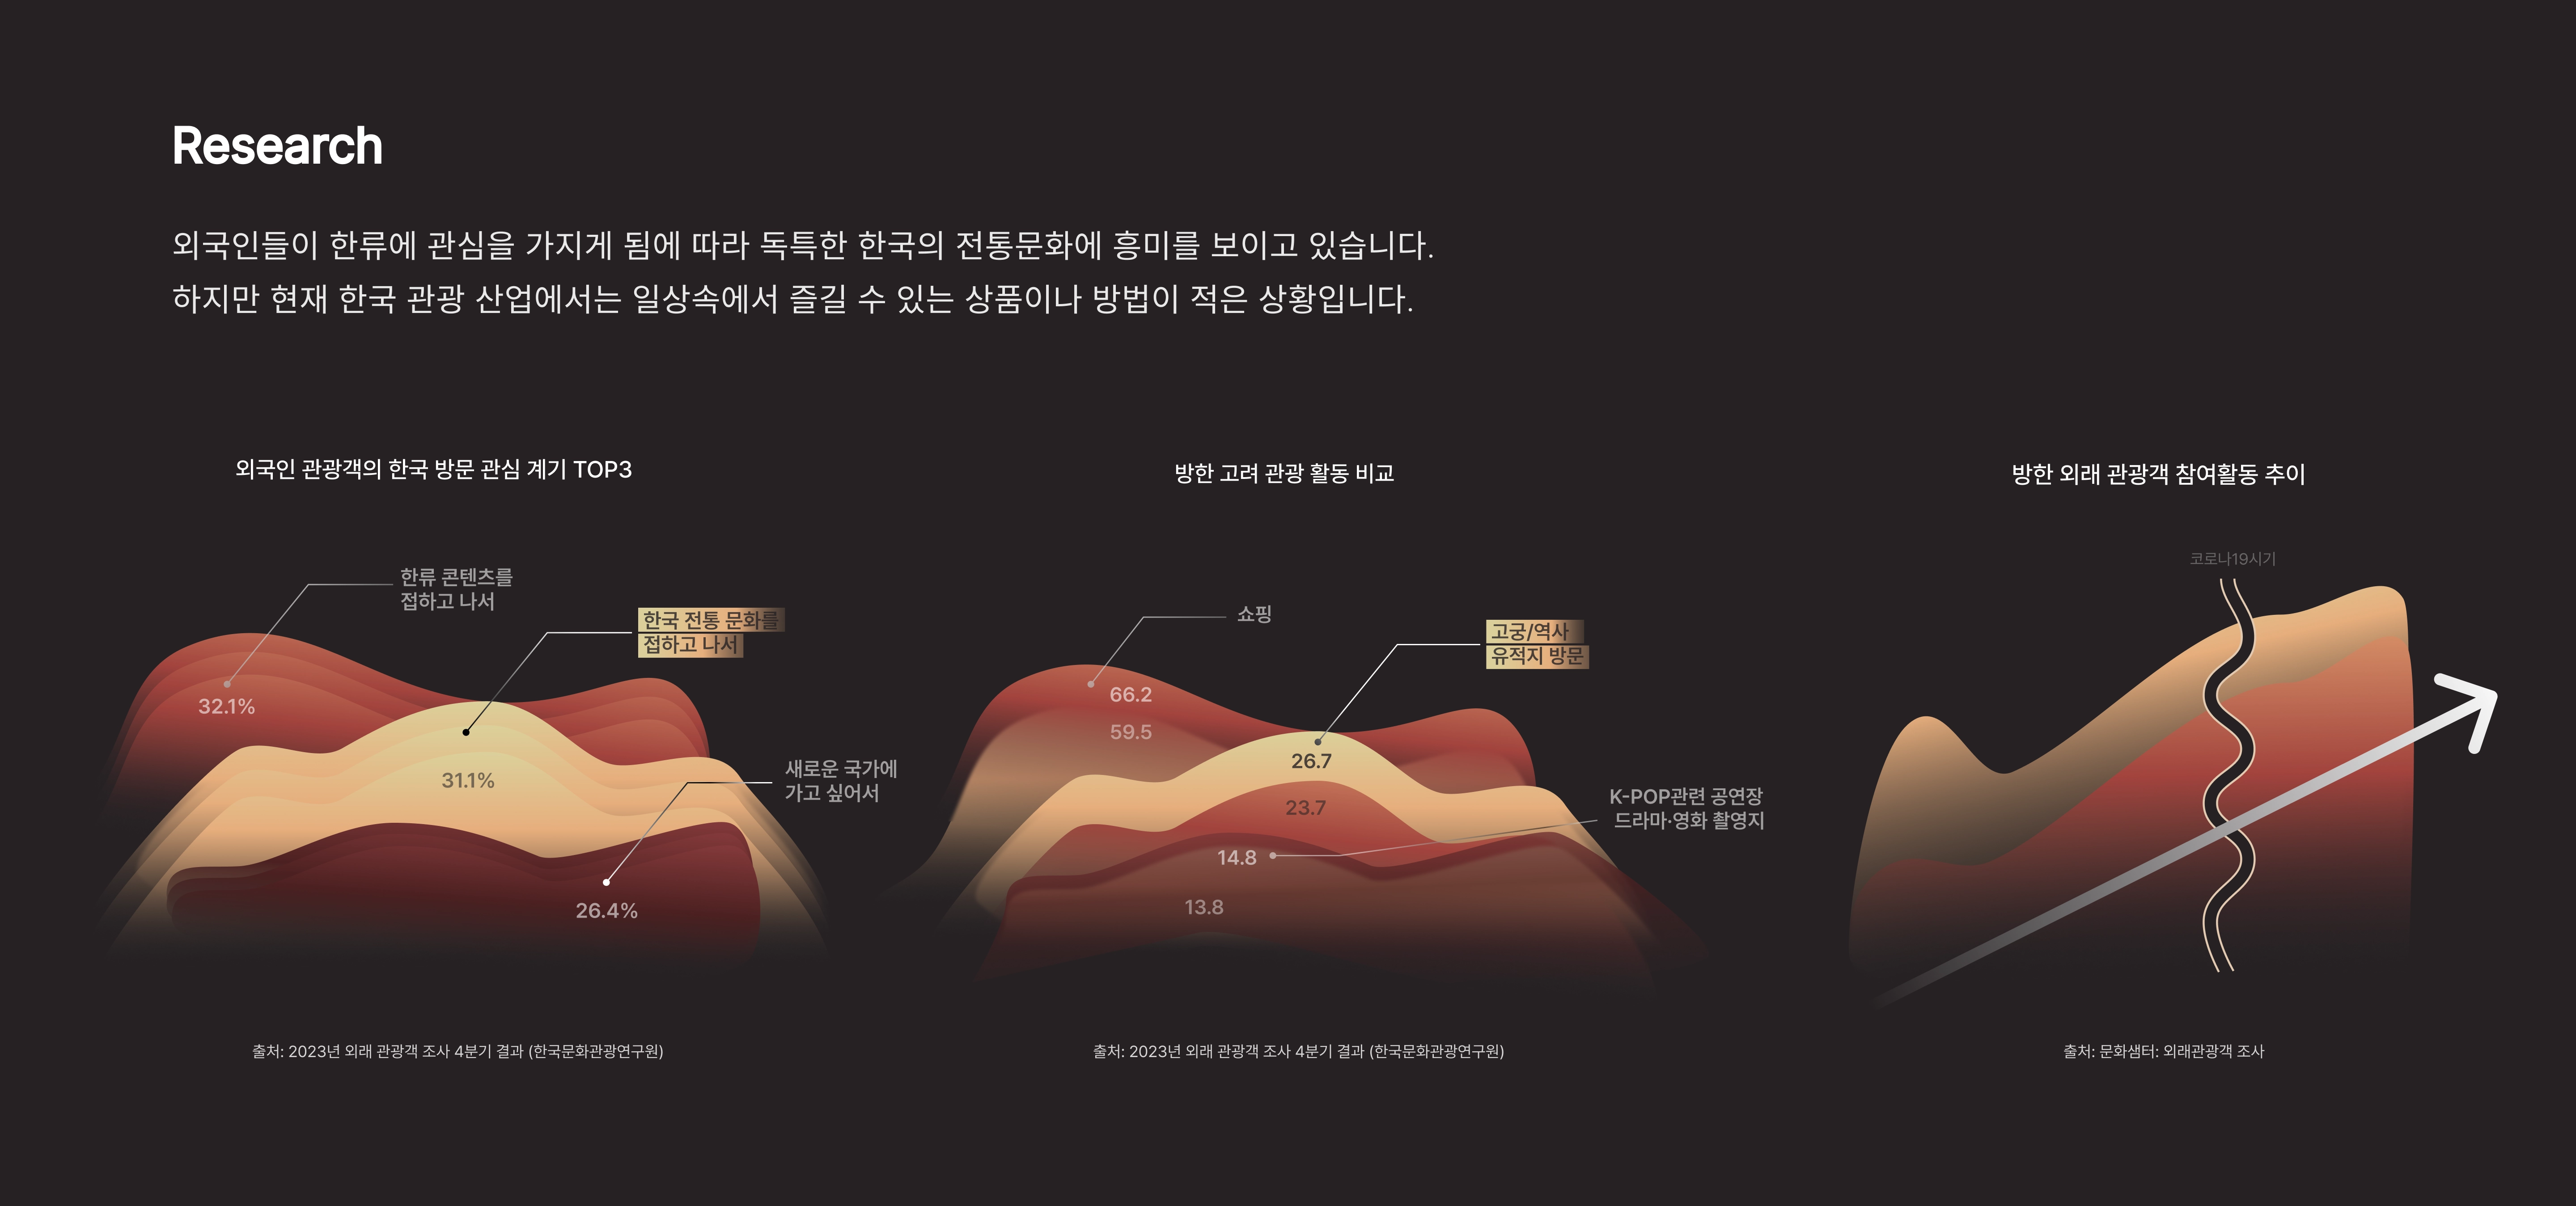 Research
외국인들이 한류에 관심을 가지게 됨에 따라 독특한 한국의 전통문화에 흥미를 보이고 있습니다.
하지만 현재 한국 관광 산업에서는 일상속에서 즐길 수 있는 상품이나 방법이 적은 상황입니다.
외국인 관광객의 한국 방문 관심 계기 TOP3
한류 콘텐츠를
접하고 나서
32.1%
한국 전통 문화를
접하고 나서
31.1%
새로운 국가에
가고 싶어서
26.4%
출처: 2023년 외래 관광객 조사 4분기 결과 (한국문화관광연구원)
방한 고려 관광 활동 비교
쇼핑
66.2
59.5
고궁/역사
유적지 방문
26.7
23.7
K-POP관련 공연장
드라마·영화 촬영지
14.8
13.8
출처: 2023년 외래 관광객 조사 4분기 결과 (한국문화관광연구원)
방한 외래 관광객 참여활동 추이
코로나19시기
출처: 문화샘터: 외래관광객 조사